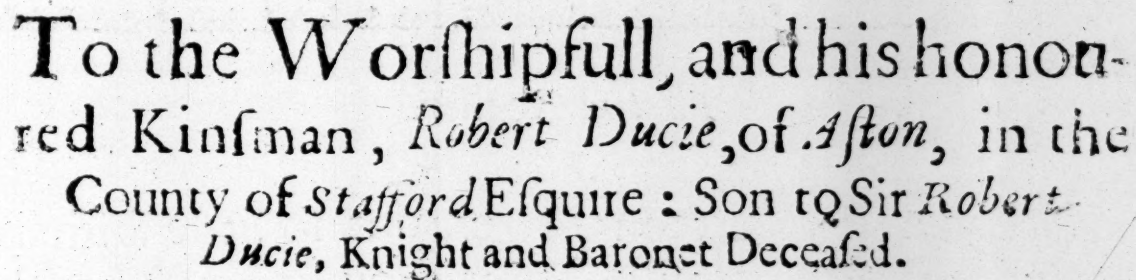 To the Worſhipfull, and his honou-
red Kinſman, Robert Ducie, of Aſton, in the
County of Stafford Eſquire : Son to Sir Robert
Ducie, Knight and Baronet Deceaſed.